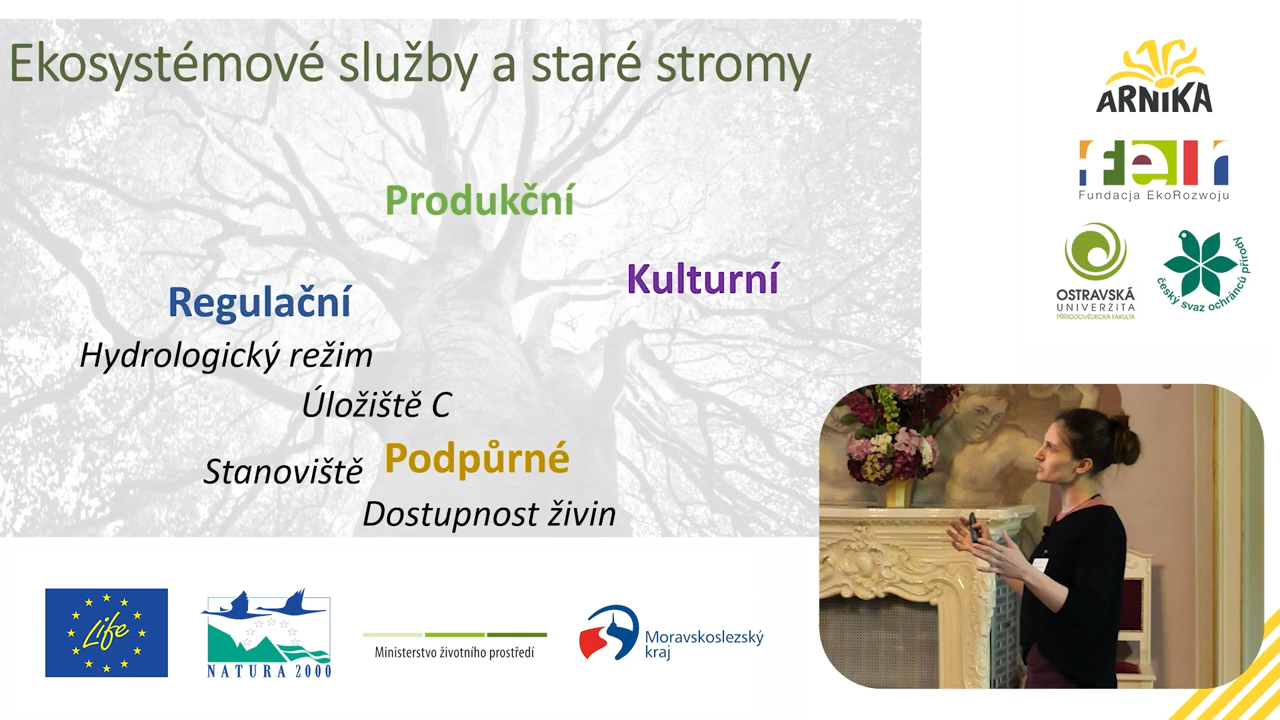 Ekosystémové služby a staré stromy
Produkční
Kulturní
Regulační
Hydrologický režim
Úložiště C
Stanoviště
Podpůrné
Dostupnost živin
ARNIKA
feri
Fundacja EkoRozwoju
OSTRAVSKÁ
UNIVERZITA
PŘÍRODOVĚDECKÁ FAKULTA
český svaz ochránců přírody
Life
NATURA 2000
Ministerstvo životního prostředí
Moravskoslezský
kraj